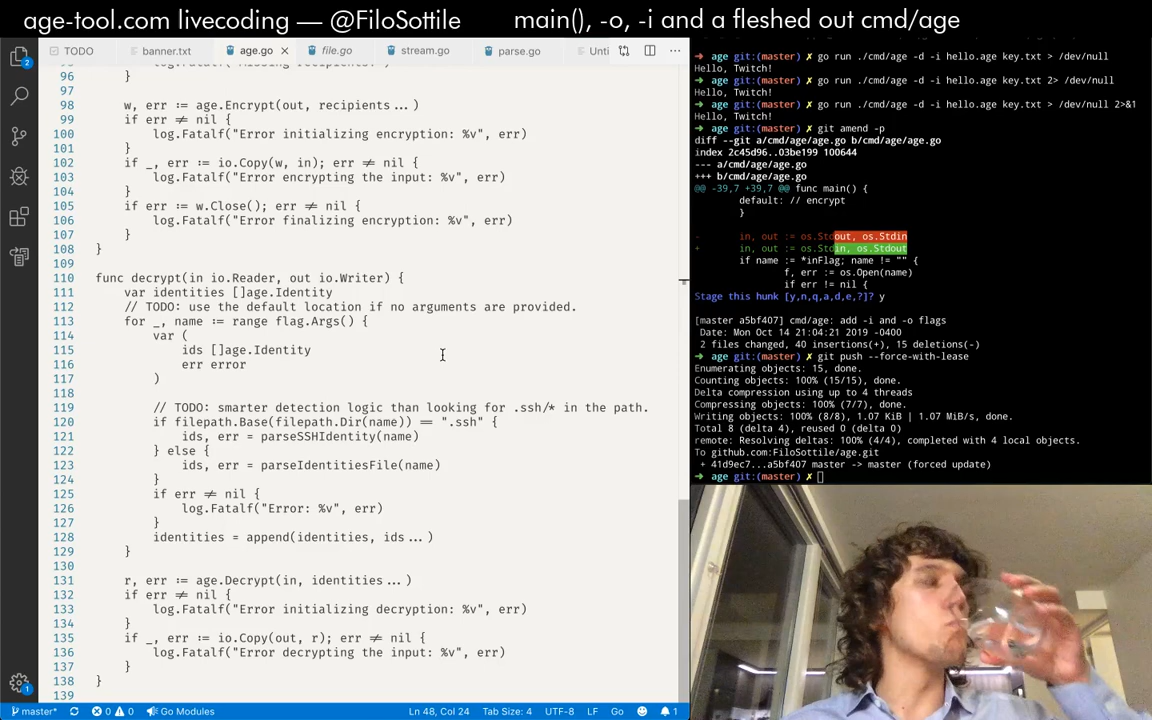 age-tool.com livecoding — @FiloSottile
main(), -o, -i and a fleshed out cmd/age
TODO
banner.txt
age.go
file.go
stream.go
parse.go
Unti
96 }
97
98 w, err := age.Encrypt(out, recipients...)
99 if err ≠ nil {
100 log.Fatalf("Error initializing encryption: %v", err)
101 }
102 if _, err := io.Copy(w, in); err ≠ nil {
103 log.Fatalf("Error encrypting the input: %v", err)
104 }
105 if err := w.Close(); err ≠ nil {
106 log.Fatalf("Error finalizing encryption: %v", err)
107 }
108 }
109
110 func decrypt(in io.Reader, out io.Writer) {
111 var identities []age.Identity
112 // TODO: use the default location if no arguments are provided.
113 for _, name := range flag.Args() {
114 var (
115 ids []age.Identity
116 err error
117 )
118
119 // TODO: smarter detection logic than looking for .ssh/* in the path.
120 if filepath.Base(filepath.Dir(name)) == ".ssh" {
121 ids, err = parseSSHIdentity(name)
122 } else {
123 ids, err = parseIdentitiesFile(name)
124 }
125 if err ≠ nil {
126 log.Fatalf("Error: %v", err)
127 }
128 identities = append(identities, ids...)
129 }
130
131 r, err := age.Decrypt(in, identities...)
132 if err ≠ nil {
133 log.Fatalf("Error initializing decryption: %v", err)
134 }
135 if _, err := io.Copy(out, r); err ≠ nil {
136 log.Fatalf("Error decrypting the input: %v", err)
137 }
138 }
139
master* 0 0 Go Modules Ln 48, Col 24 Tab Size: 4 UTF-8 LF Go 1
2
1
➜ age git:(master) ✗ go run ./cmd/age -d -i hello.age key.txt > /dev/null
Hello, Twitch!
➜ age git:(master) ✗ go run ./cmd/age -d -i hello.age key.txt 2> /dev/null
Hello, Twitch!
➜ age git:(master) ✗ go run ./cmd/age -d -i hello.age key.txt > /dev/null 2>&1
Hello, Twitch!
➜ age git:(master) ✗ git amend -p
diff --git a/cmd/age/age.go b/cmd/age/age.go
index 2c45d96..03be199 100644
--- a/cmd/age/age.go
+++ b/cmd/age/age.go
@@ -39,7 +39,7 @@ func main() {
default: // encrypt
}

- in, out := os.Stdout, os.Stdin
+ in, out := os.Stdin, os.Stdout
if name := *inFlag; name != "" {
f, err := os.Open(name)
if err != nil {
Stage this hunk [y,n,q,a,d,e,?]? y

[master a5bf407] cmd/age: add -i and -o flags
Date: Mon Oct 14 21:04:21 2019 -0400
2 files changed, 40 insertions(+), 15 deletions(-)
➜ age git:(master) ✗ git push --force-with-lease
Enumerating objects: 15, done.
Counting objects: 100% (15/15), done.
Delta compression using up to 4 threads
Compressing objects: 100% (7/7), done.
Writing objects: 100% (8/8), 1.07 KiB | 1.07 MiB/s, done.
Total 8 (delta 4), reused 0 (delta 0)
remote: Resolving deltas: 100% (4/4), completed with 4 local objects.
To github.com:FiloSottile/age.git
+ 41d9ec7...a5bf407 master -> master (forced update)
➜ age git:(master) ✗